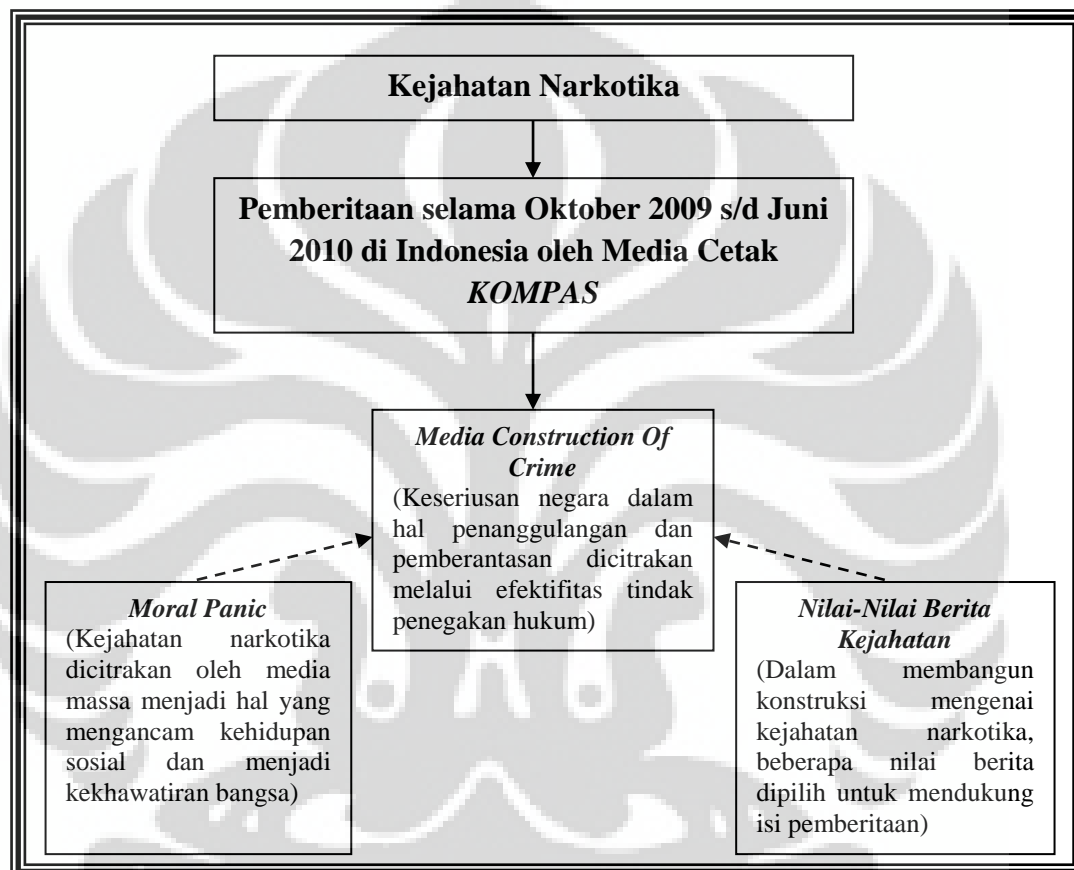 Kejahatan Narkotika
Pemberitaan selama Oktober 2009 s/d Juni
2010 di Indonesia oleh Media Cetak
KOMPAS
Media Construction Of
Crime
(Keseriusan negara dalam
hal penanggulangan dan
pemberantasan dicitrakan
melalui efektifitas tindak
penegakan hukum)
Moral Panic
(Kejahatan narkotika
dicitrakan oleh media
massa menjadi hal yang
mengancam kehidupan
sosial dan menjadi
kekhawatiran bangsa)
Nilai-Nilai Berita
Kejahatan
(Dalam membangun
konstruksi mengenai
kejahatan narkotika,
beberapa nilai berita
dipilih untuk mendukung
isi pemberitaan)